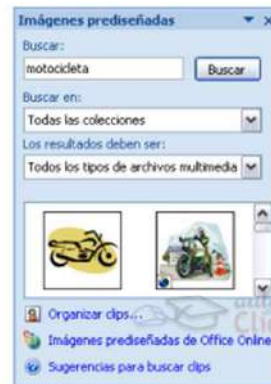 Imágenes prediseñadas
Buscar:
motocicleta
Buscar
Buscar en:
Todas las colecciones
Los resultados deben ser:
Todos los tipos de archivos multimedia
Organizar clips...
Imágenes prediseñadas de Office Online
Sugerencias para buscar clips